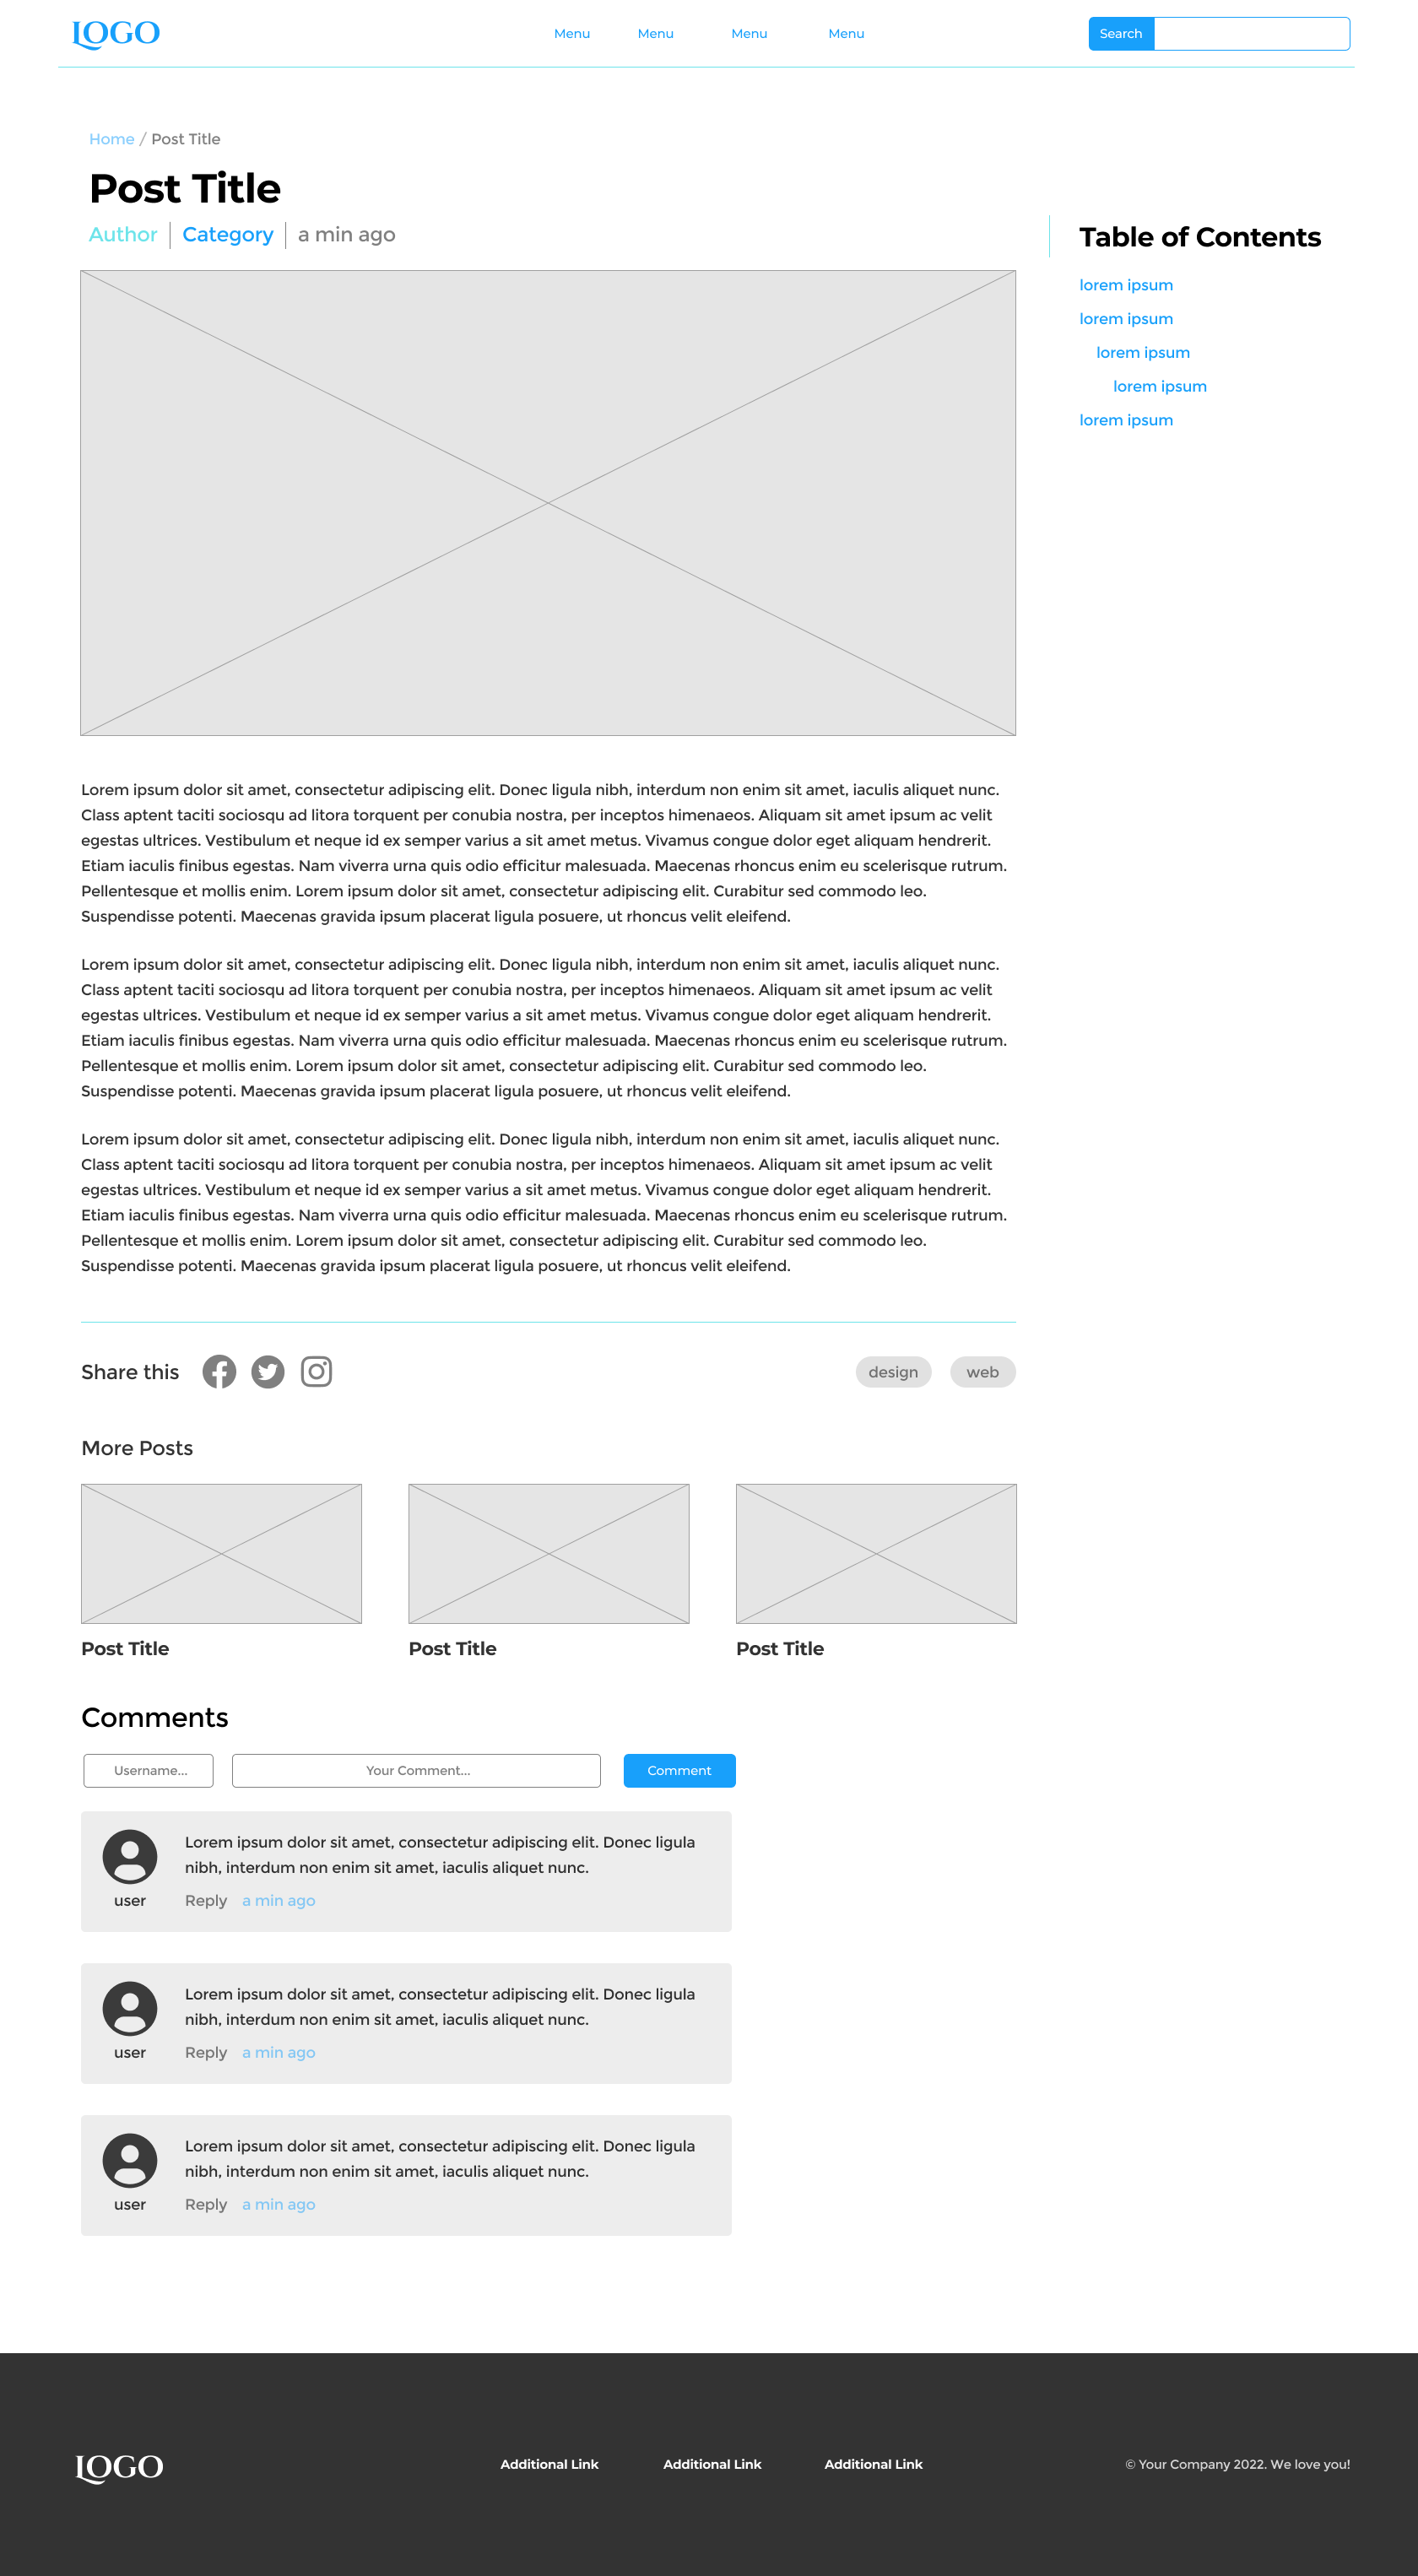 LOGO
Menu Menu Menu Menu
Search
Home / Post Title
Post Title
Author Category a min ago
Table of Contents
lorem ipsum
lorem ipsum
lorem ipsum
lorem ipsum
lorem ipsum
Lorem ipsum dolor sit amet, consectetur adipiscing elit. Donec ligula nibh, interdum non enim sit amet, iaculis aliquet nunc.
Class aptent taciti sociosqu ad litora torquent per conubia nostra, per inceptos himenaeos. Aliquam sit amet ipsum ac velit
egestas ultrices. Vestibulum et neque id ex semper varius a sit amet metus. Vivamus congue dolor eget aliquam hendrerit.
Etiam iaculis finibus egestas. Nam viverra urna quis odio efficitur malesuada. Maecenas rhoncus enim eu scelerisque rutrum.
Pellentesque et mollis enim. Lorem ipsum dolor sit amet, consectetur adipiscing elit. Curabitur sed commodo leo.
Suspendisse potenti. Maecenas gravida ipsum placerat ligula posuere, ut rhoncus velit eleifend.
Lorem ipsum dolor sit amet, consectetur adipiscing elit. Donec ligula nibh, interdum non enim sit amet, iaculis aliquet nunc.
Class aptent taciti sociosqu ad litora torquent per conubia nostra, per inceptos himenaeos. Aliquam sit amet ipsum ac velit
egestas ultrices. Vestibulum et neque id ex semper varius a sit amet metus. Vivamus congue dolor eget aliquam hendrerit.
Etiam iaculis finibus egestas. Nam viverra urna quis odio efficitur malesuada. Maecenas rhoncus enim eu scelerisque rutrum.
Pellentesque et mollis enim. Lorem ipsum dolor sit amet, consectetur adipiscing elit. Curabitur sed commodo leo.
Suspendisse potenti. Maecenas gravida ipsum placerat ligula posuere, ut rhoncus velit eleifend.
Lorem ipsum dolor sit amet, consectetur adipiscing elit. Donec ligula nibh, interdum non enim sit amet, iaculis aliquet nunc.
Class aptent taciti sociosqu ad litora torquent per conubia nostra, per inceptos himenaeos. Aliquam sit amet ipsum ac velit
egestas ultrices. Vestibulum et neque id ex semper varius a sit amet metus. Vivamus congue dolor eget aliquam hendrerit.
Etiam iaculis finibus egestas. Nam viverra urna quis odio efficitur malesuada. Maecenas rhoncus enim eu scelerisque rutrum.
Pellentesque et mollis enim. Lorem ipsum dolor sit amet, consectetur adipiscing elit. Curabitur sed commodo leo.
Suspendisse potenti. Maecenas gravida ipsum placerat ligula posuere, ut rhoncus velit eleifend.
Share this
design web
More Posts
Post Title Post Title Post Title
Comments
Username... Your Comment... Comment
Lorem ipsum dolor sit amet, consectetur adipiscing elit. Donec ligula
nibh, interdum non enim sit amet, iaculis aliquet nunc.
user Reply a min ago
Lorem ipsum dolor sit amet, consectetur adipiscing elit. Donec ligula
nibh, interdum non enim sit amet, iaculis aliquet nunc.
user Reply a min ago
Lorem ipsum dolor sit amet, consectetur adipiscing elit. Donec ligula
nibh, interdum non enim sit amet, iaculis aliquet nunc.
user Reply a min ago
LOGO
Additional Link Additional Link Additional Link
© Your Company 2022. We love you!